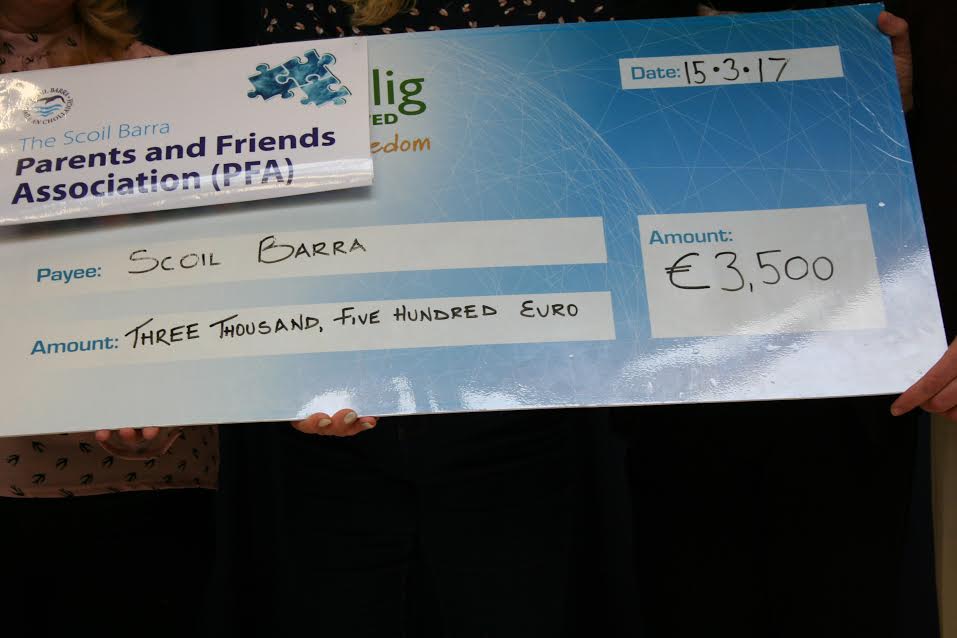 The Scoil Barra
Parents and Friends
Association (PFA)
lig
ED
edom
Date: 15·3·17
Payee: SCOIL BARRA
Amount: €3,500
Amount: THREE THOUSAND, FIVE HUNDRED EURO